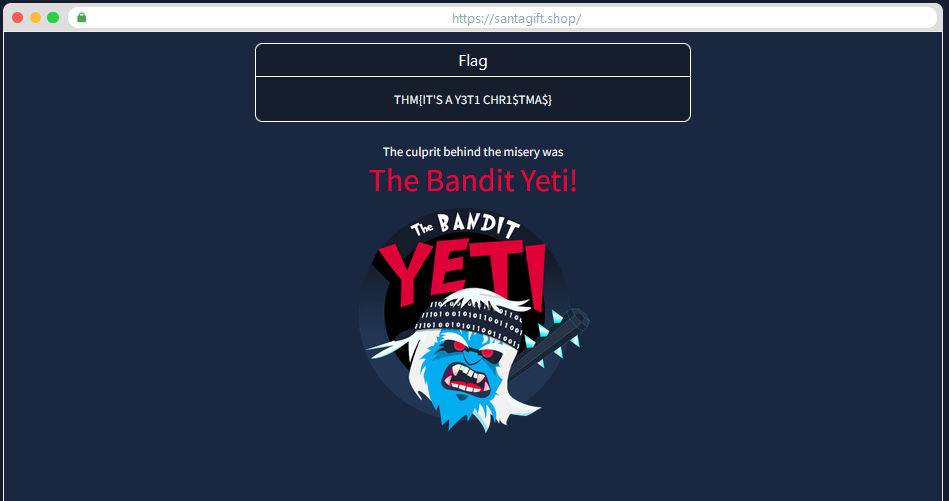 https://santagift.shop/
Flag
THM{IT'S A Y3T1 CHR1$TMA$}
The culprit behind the misery was
The Bandit Yeti!
The BANDIT
YETI